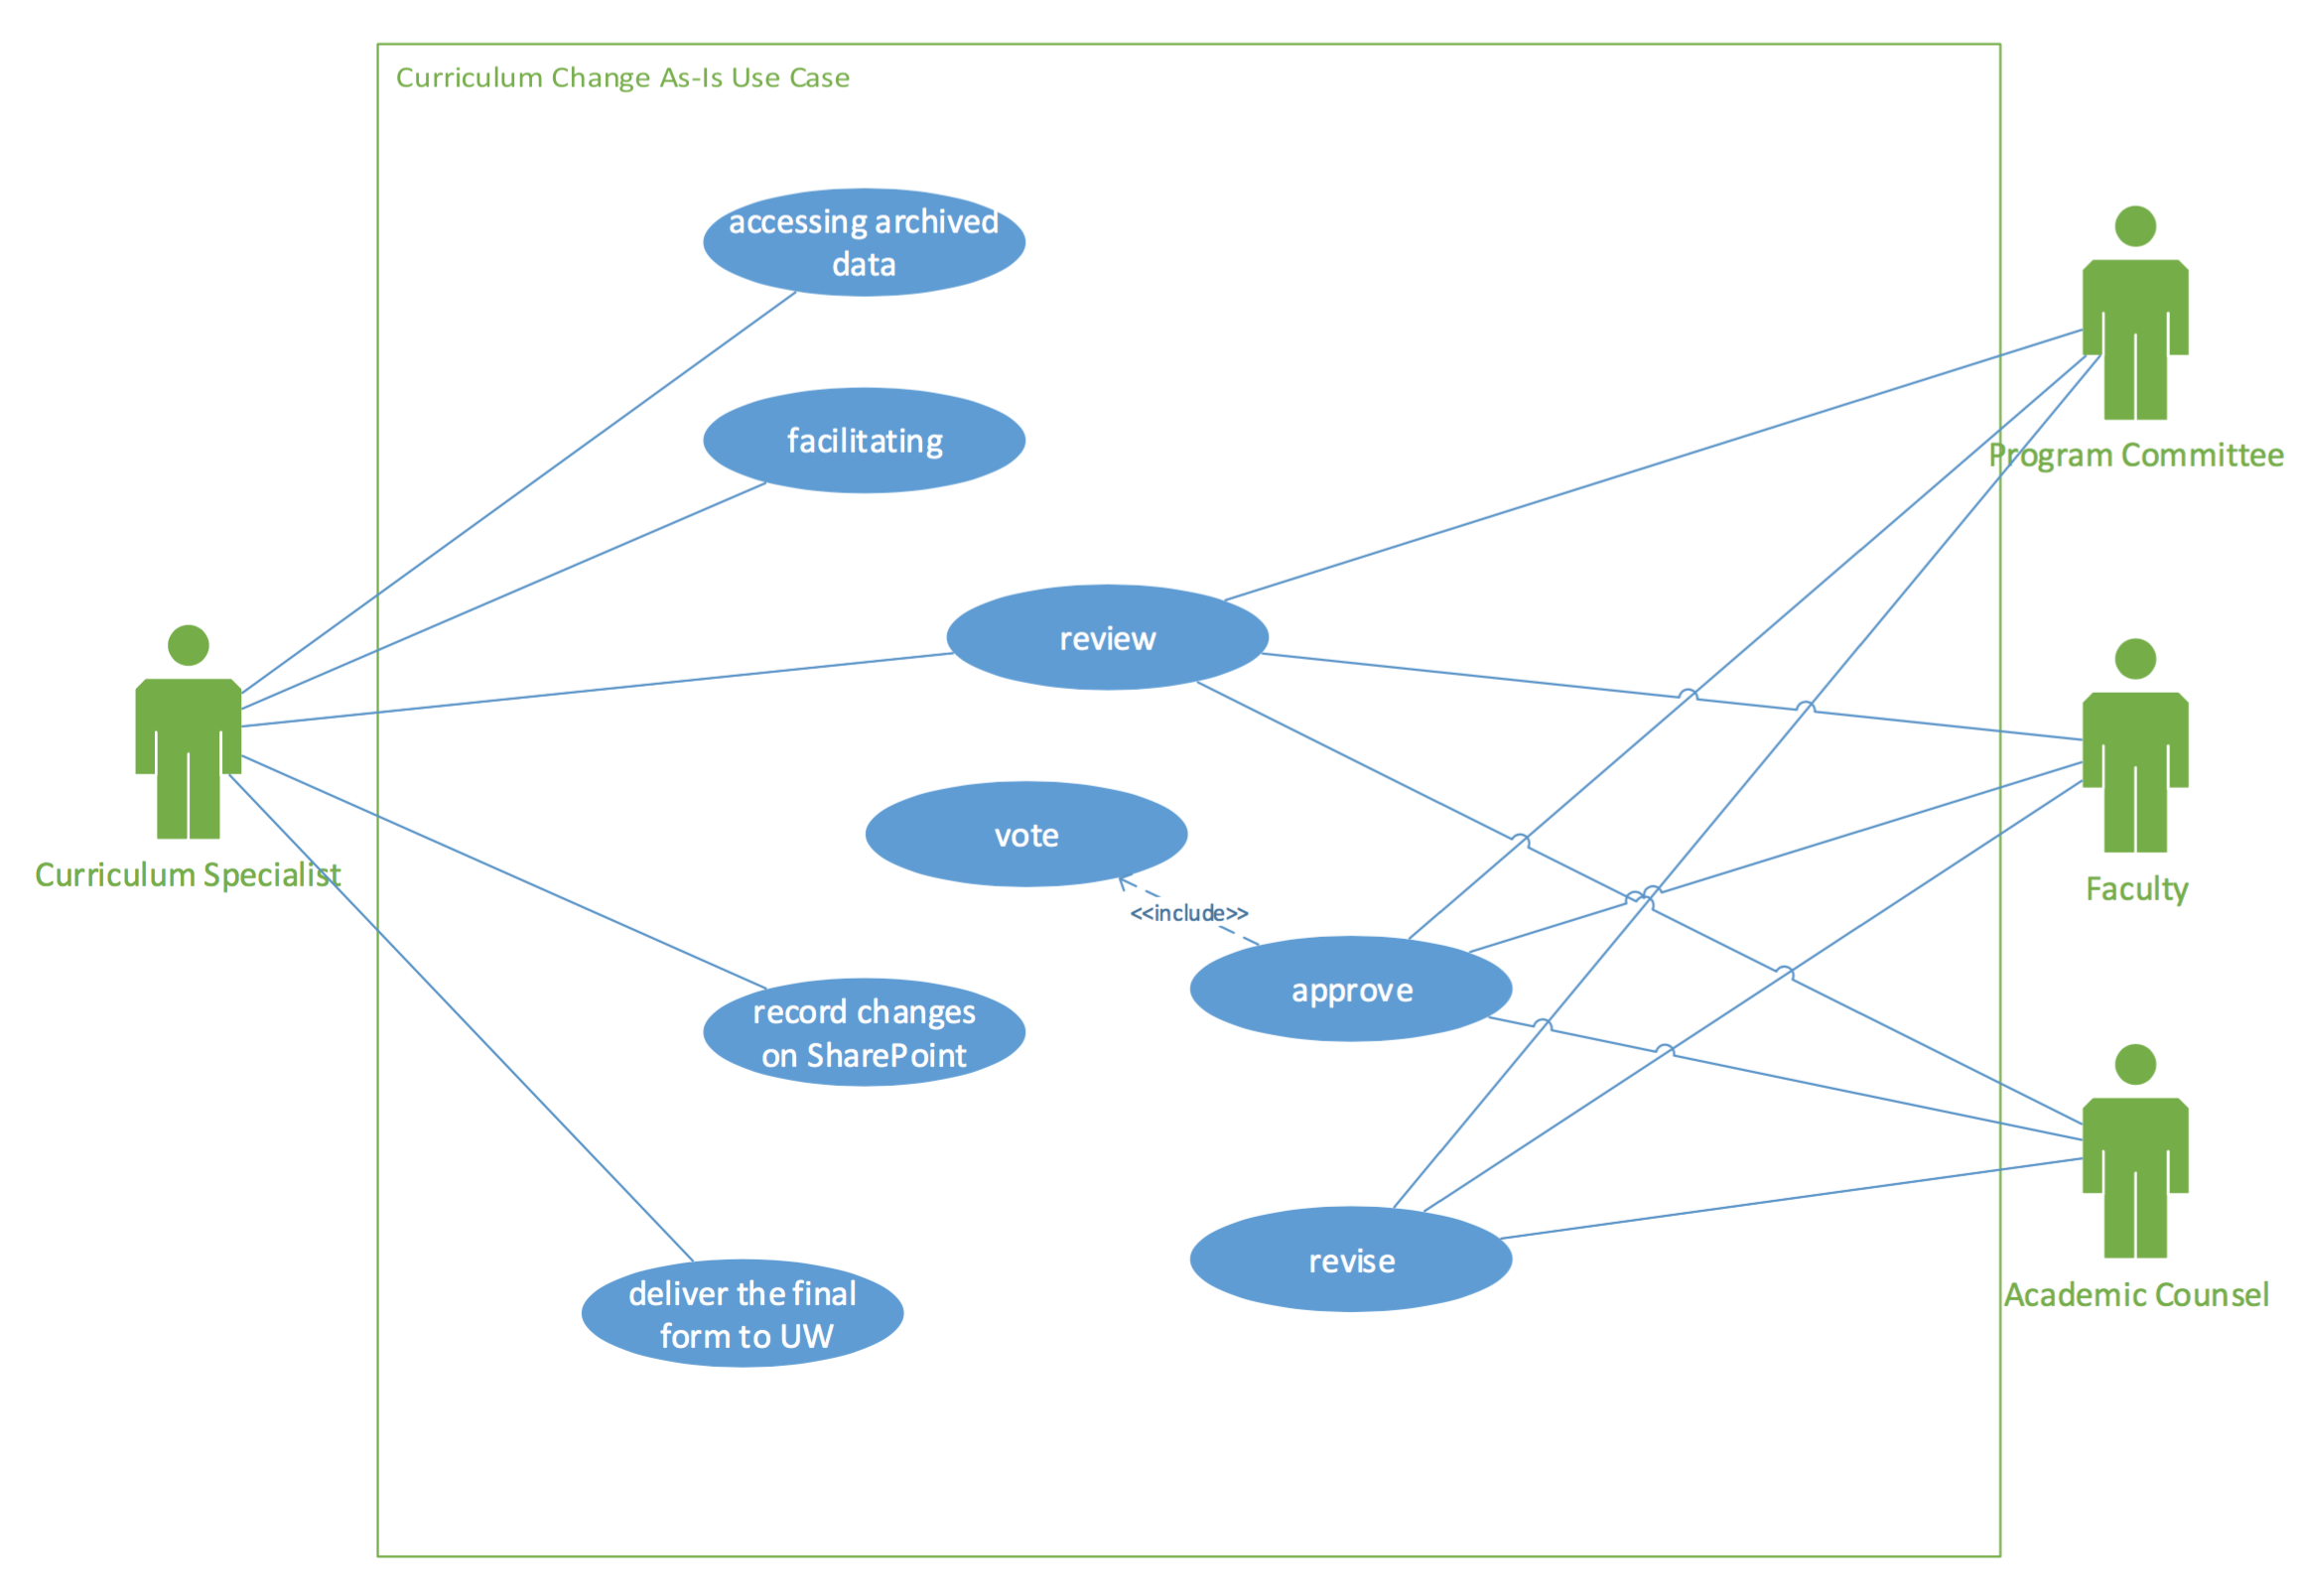 Curriculum Change As-Is Use Case
accessing archived
data
facilitating
Program Committee
review
vote
Curriculum Specialist
Faculty
<<include>>
approve
record changes
on SharePoint
revise
deliver the final
form to UW
Academic Counsel